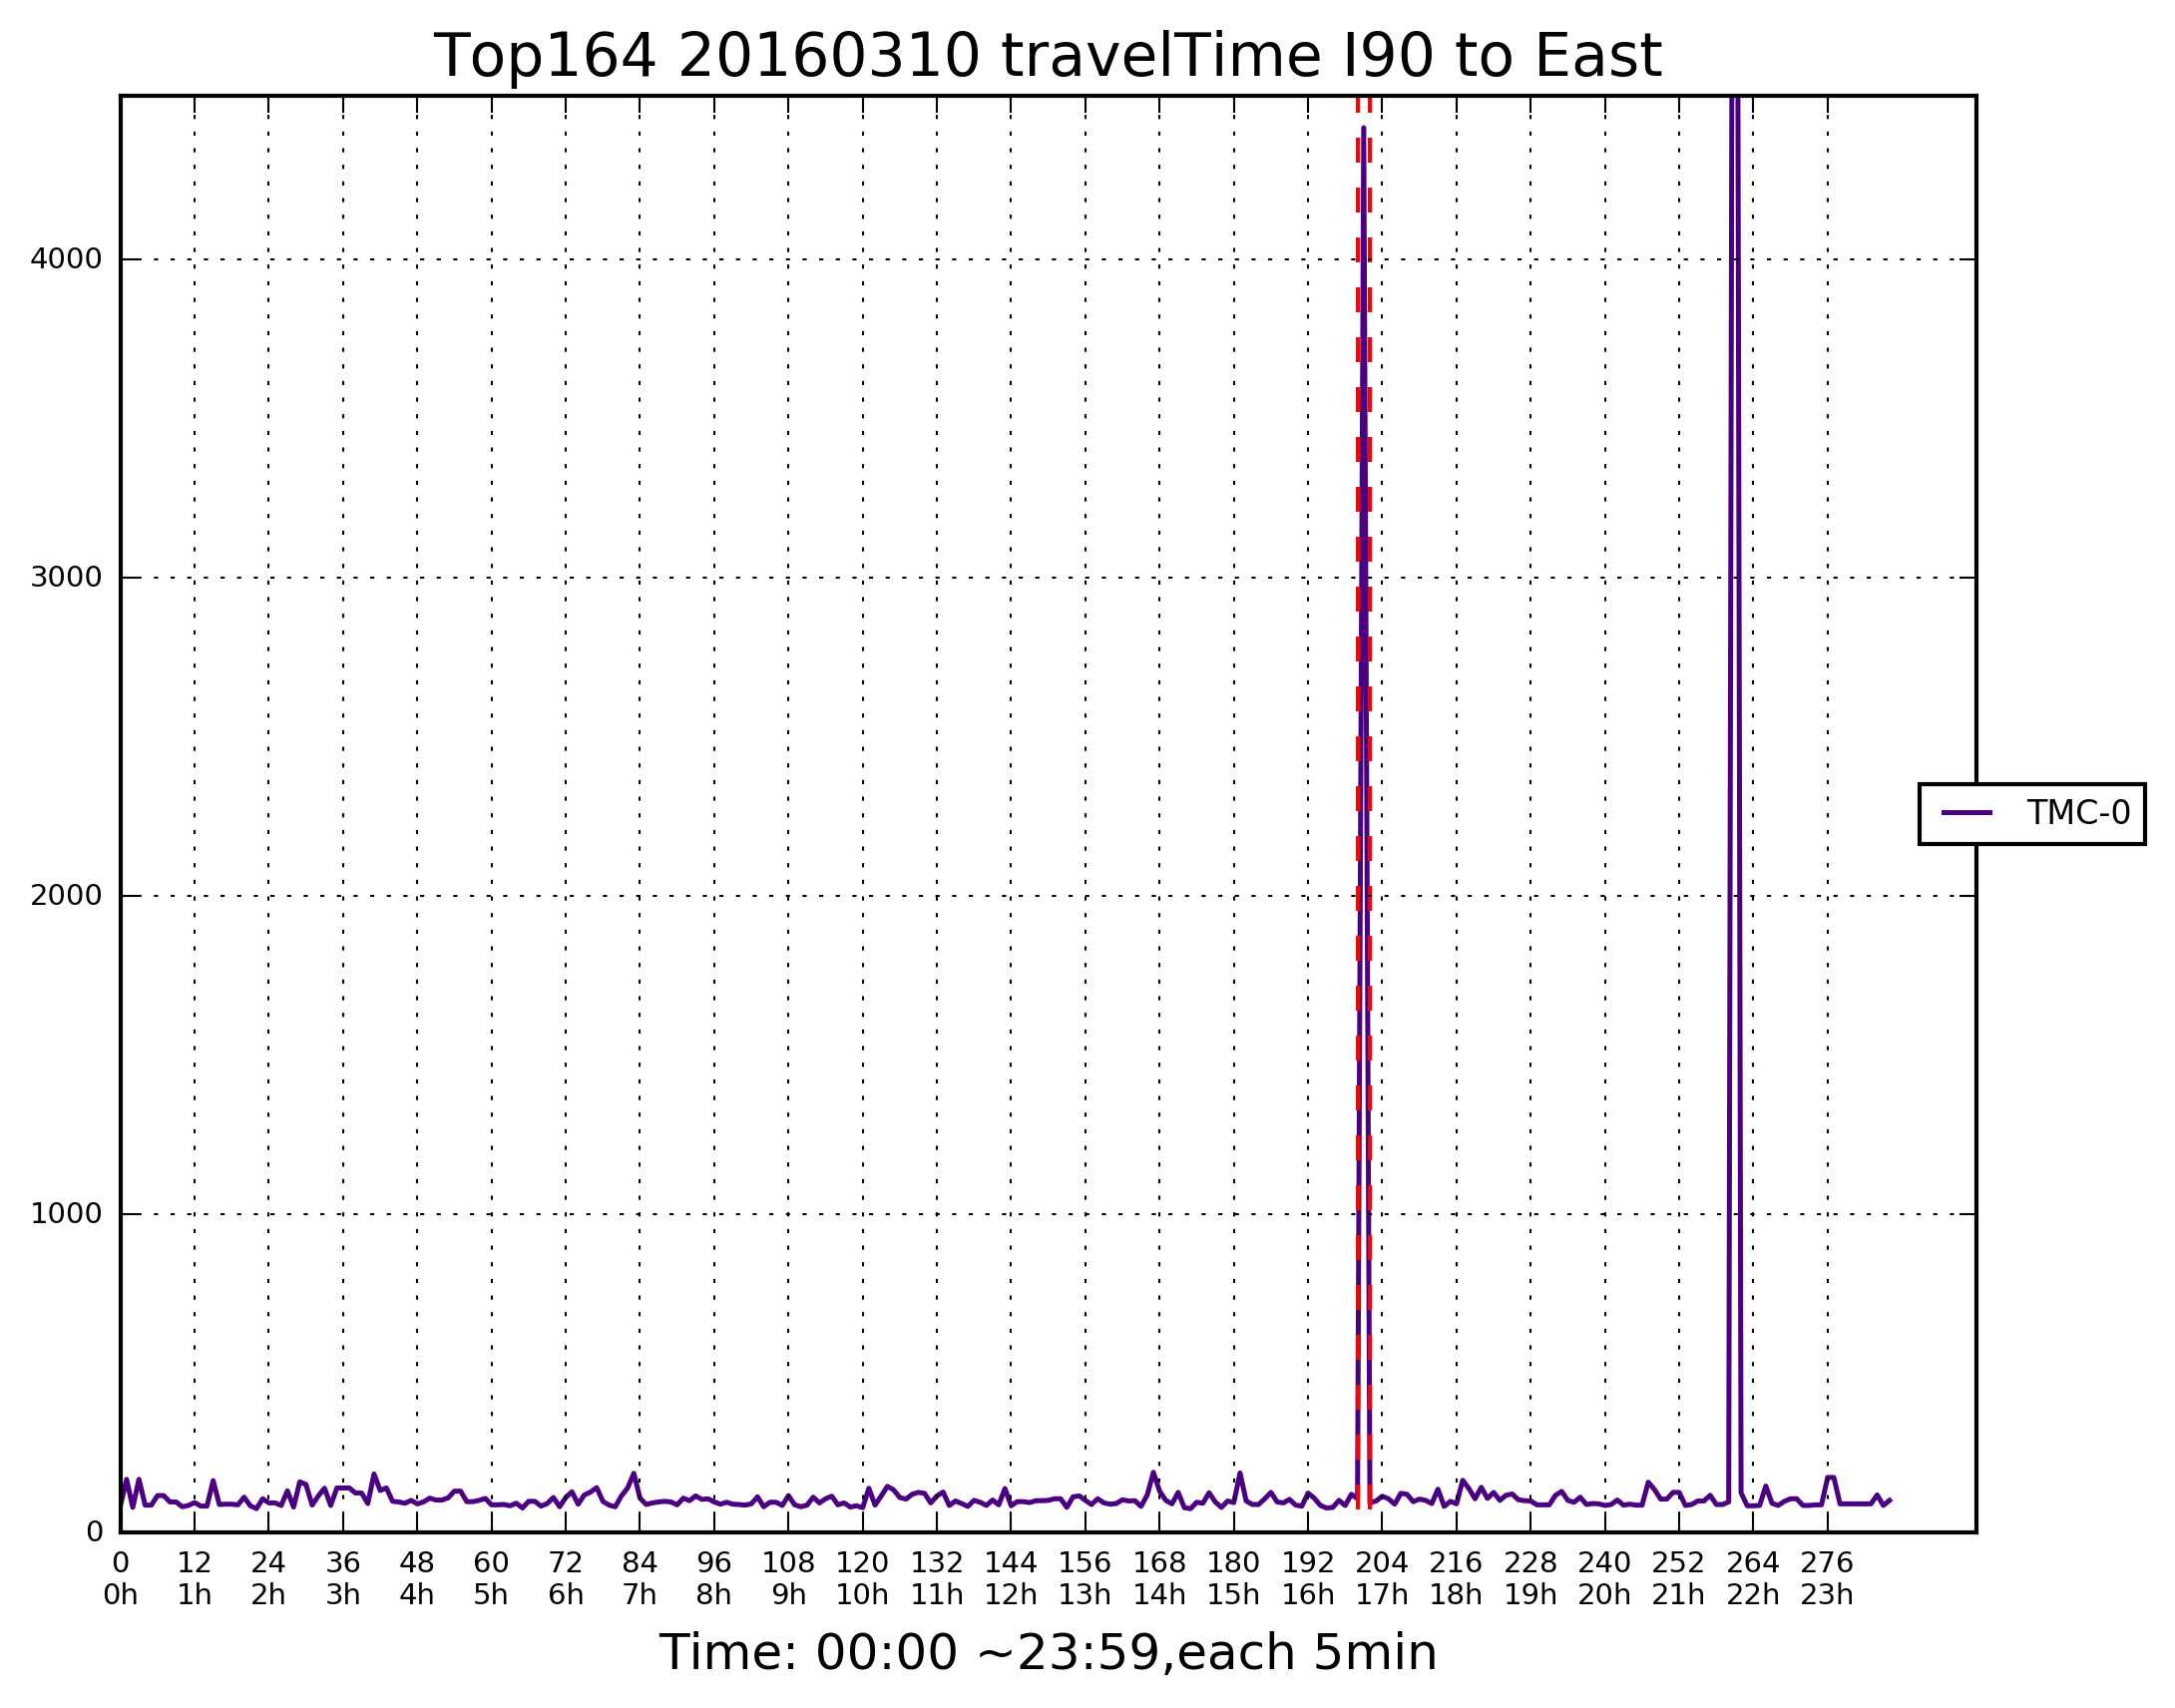 Top164 20160310 travelTime I90 to East
4000
3000
2000
1000
0
TMC-0
0 12 24 36 48 60 72 84 96 108 120 132 144 156 168 180 192 204 216 228 240 252 264 276
0h 1h 2h 3h 4h 5h 6h 7h 8h 9h 10h 11h 12h 13h 14h 15h 16h 17h 18h 19h 20h 21h 22h 23h
Time: 00:00 ~23:59,each 5min